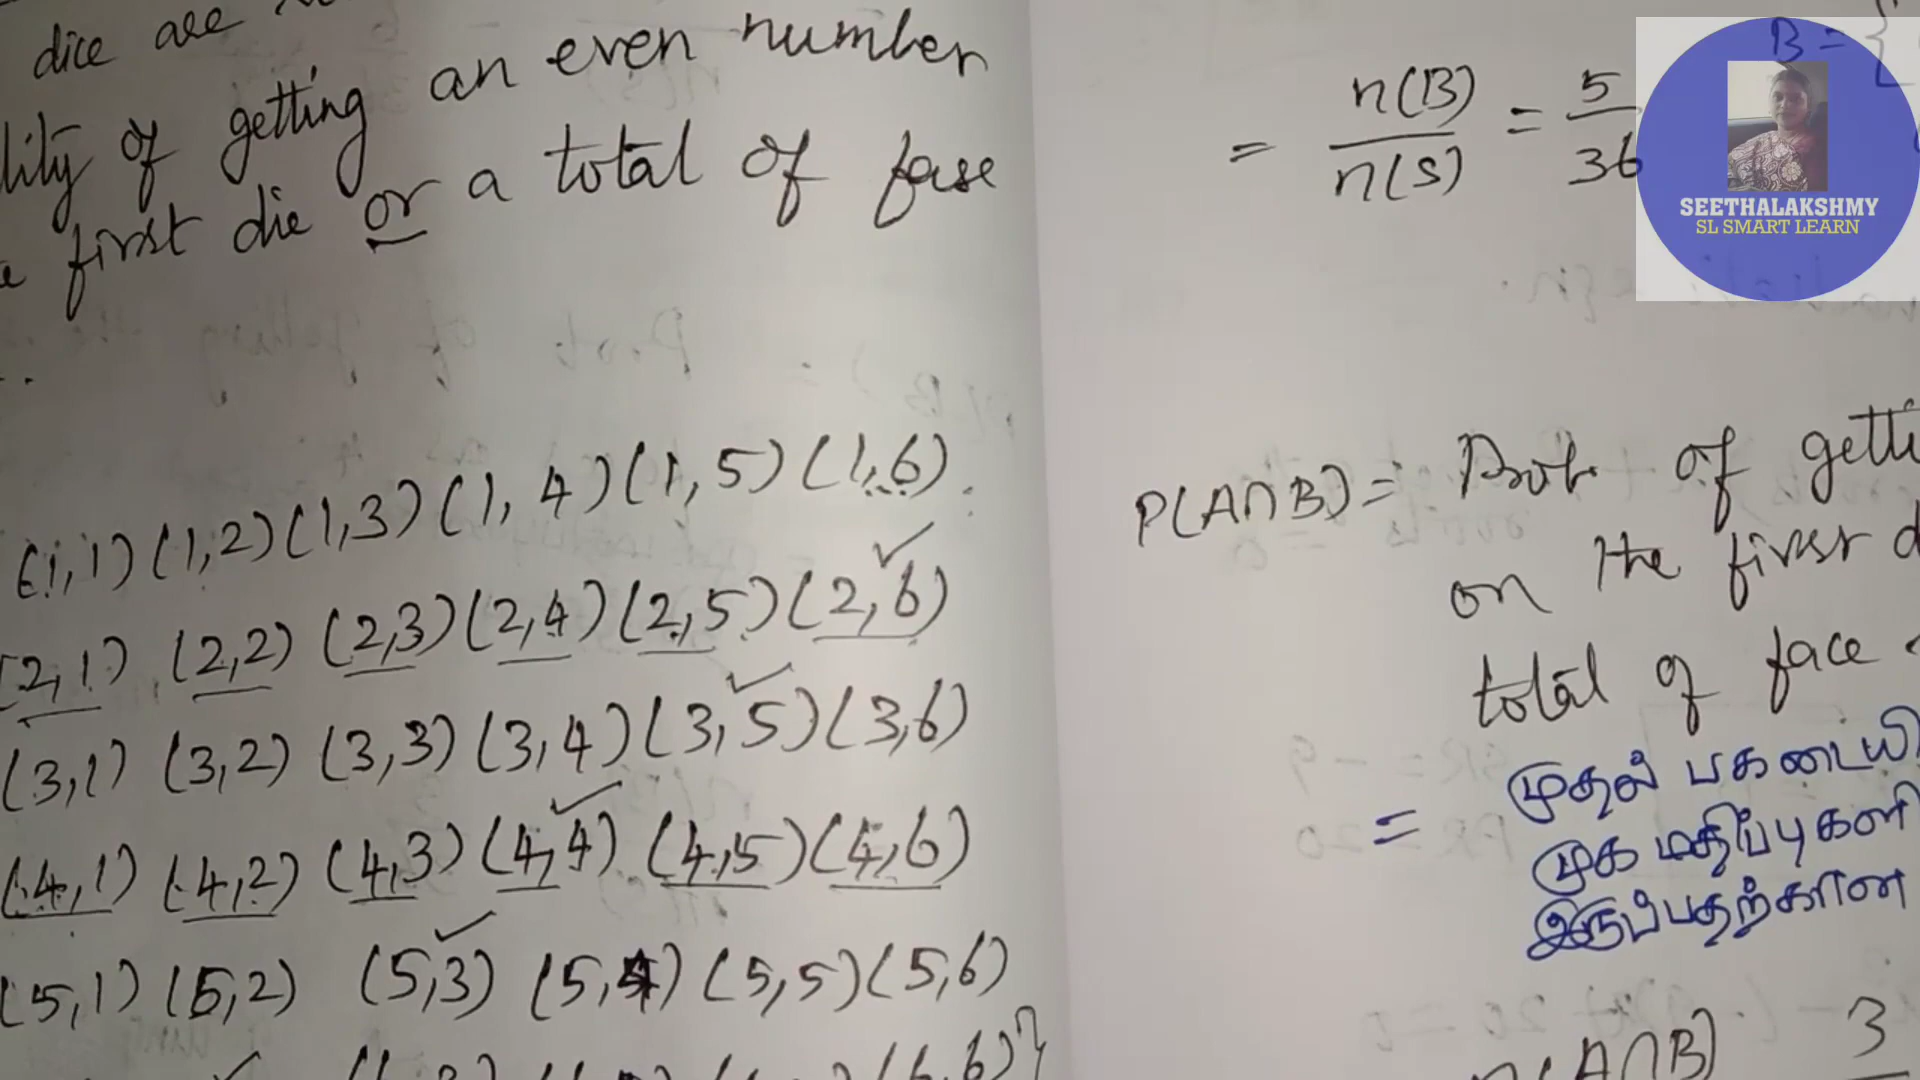 dice are
lity of getting an even number
first die or a total of fase
(1,1) (1,2) (1,3) (1,4) (1,5) (1,6)
(2,1) (2,2) (2,3) (2,4) (2,5) (2,6)
(3,1) (3,2) (3,3) (3,4) (3,5) (3,6)
(4,1) (4,2) (4,3) (4,4) (4,5) (4,6)
(5,1) (5,2) (5,3) (5,4) (5,5) (5,6)
(6,6)}
B = {
= n(B)/n(S) = 5/36
P(A∩B) = Prob. of getti
on the first d
total of face
= முதல் பகடையி
முக மதிப்புகளி
இருப்பதற்கான
n(A∩B) 3
SEETHALAKSHMY
SL SMART LEARN